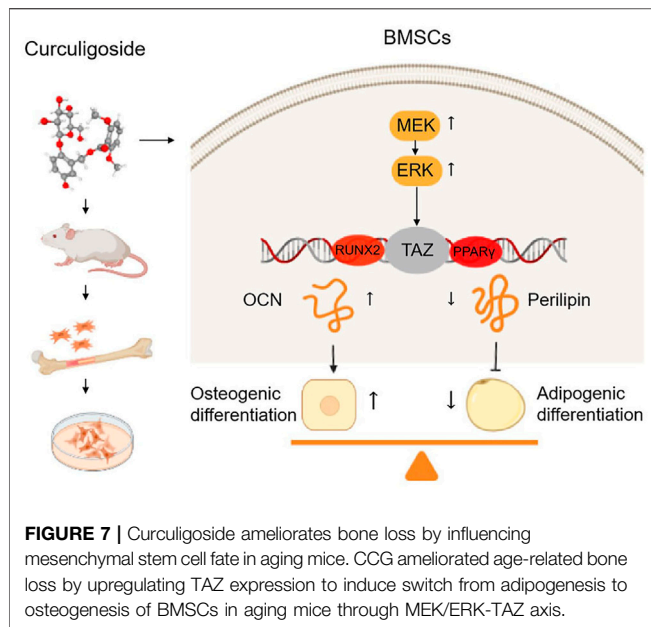 Curculigoside
BMSCs
MEK ↑
ERK ↑
RUNX2 TAZ PPARγ
OCN ↑ ↓ Perilipin
Osteogenic
differentiation ↑
↓ Adipogenic
differentiation
FIGURE 7 | Curculigoside ameliorates bone loss by influencing
mesenchymal stem cell fate in aging mice. CCG ameliorated age-related bone
loss by upregulating TAZ expression to induce switch from adipogenesis to
osteogenesis of BMSCs in aging mice through MEK/ERK-TAZ axis.